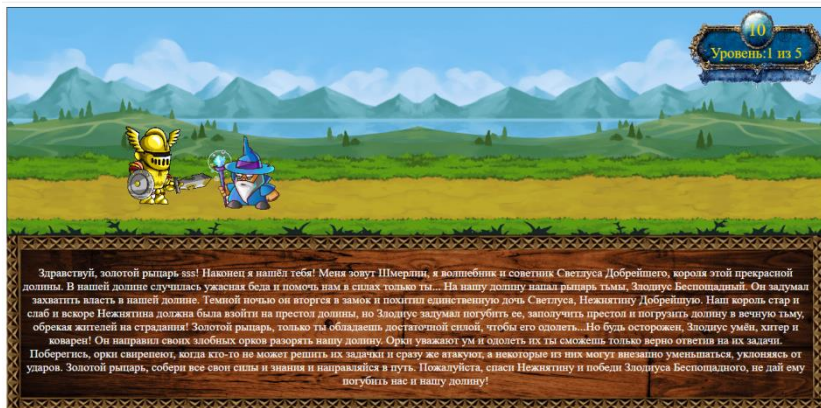 10
Уровень:1 из 5
Здравствуй, золотой рыцарь sss! Наконец я нашёл тебя! Меня зовут Шмерлин, я волшебник и советник Светлуса Добрейшего, короля этой прекрасной
долины. В нашей долине случилась ужасная беда и помочь нам в силах только ты... На нашу долину напал рыцарь тьмы, Злодиус Беспощадный. Он задумал
захватить власть в нашей долине. Темной ночью он вторгся в замок и похитил единственную дочь Светлуса, Нежнятину Добрейшую. Наш король стар и
слаб и вскоре Нежнятина должна была войти на престол долины, но Злодиус задумал погубить ее, заполучить престол и погрузить долину в вечную тьму,
обрекая жителей на страдания! Золотой рыцарь, только ты обладаешь достаточной силой, чтобы его одолеть...Но будь осторожен, Злодиус умён, хитер и
коварен! Он направил своих злобных орков разорять нашу долину. Орки уважают ум и одолеть их ты сможешь только верно ответив на их задачи.
Поберегись, орки свирепеют, когда кто-то не может решить их задачки и сразу же атакуют, а некоторые из них могут внезапно уменьшаться, уклоняясь от
ударов. Золотой рыцарь, собери все свои силы и знания и направляйся в путь. Пожалуйста, спаси Нежнятину и победи Злодиуса Беспощадного, не дай ему
погубить нас и нашу долину!